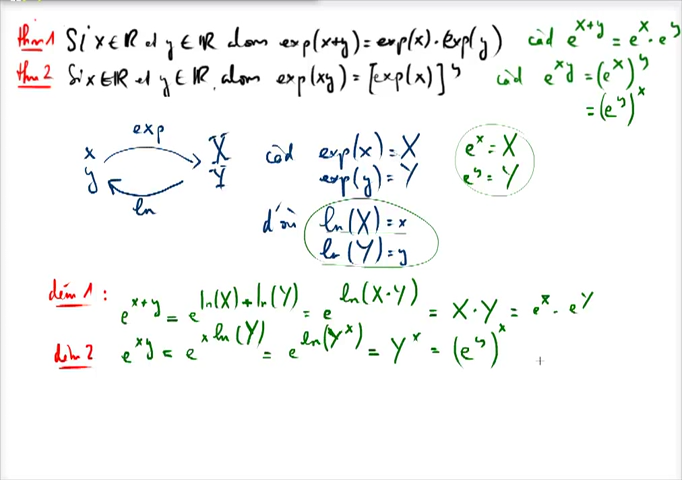 thm 1 Si x ∈ ℝ et y ∈ ℝ alors exp(x+y) = exp(x) · exp(y) càd e^{x+y} = e^x · e^y
thm 2 Si x ∈ ℝ et y ∈ ℝ, alors exp(xy) = [exp(x)]^y càd e^{xy} = (e^x)^y
= (e^y)^x
exp
x X càd exp(x) = X e^x = X
y Y exp(y) = Y e^y = Y
ln
d'où ln(X) = x
ln(Y) = y
dém 1 : e^{x+y} = e^{ln(X)+ln(Y)} = e^{ln(X·Y)} = X · Y = e^x · e^y
dém 2 e^{xy} = e^{x ln(Y)} = e^{ln(Y^x)} = Y^x = (e^y)^x